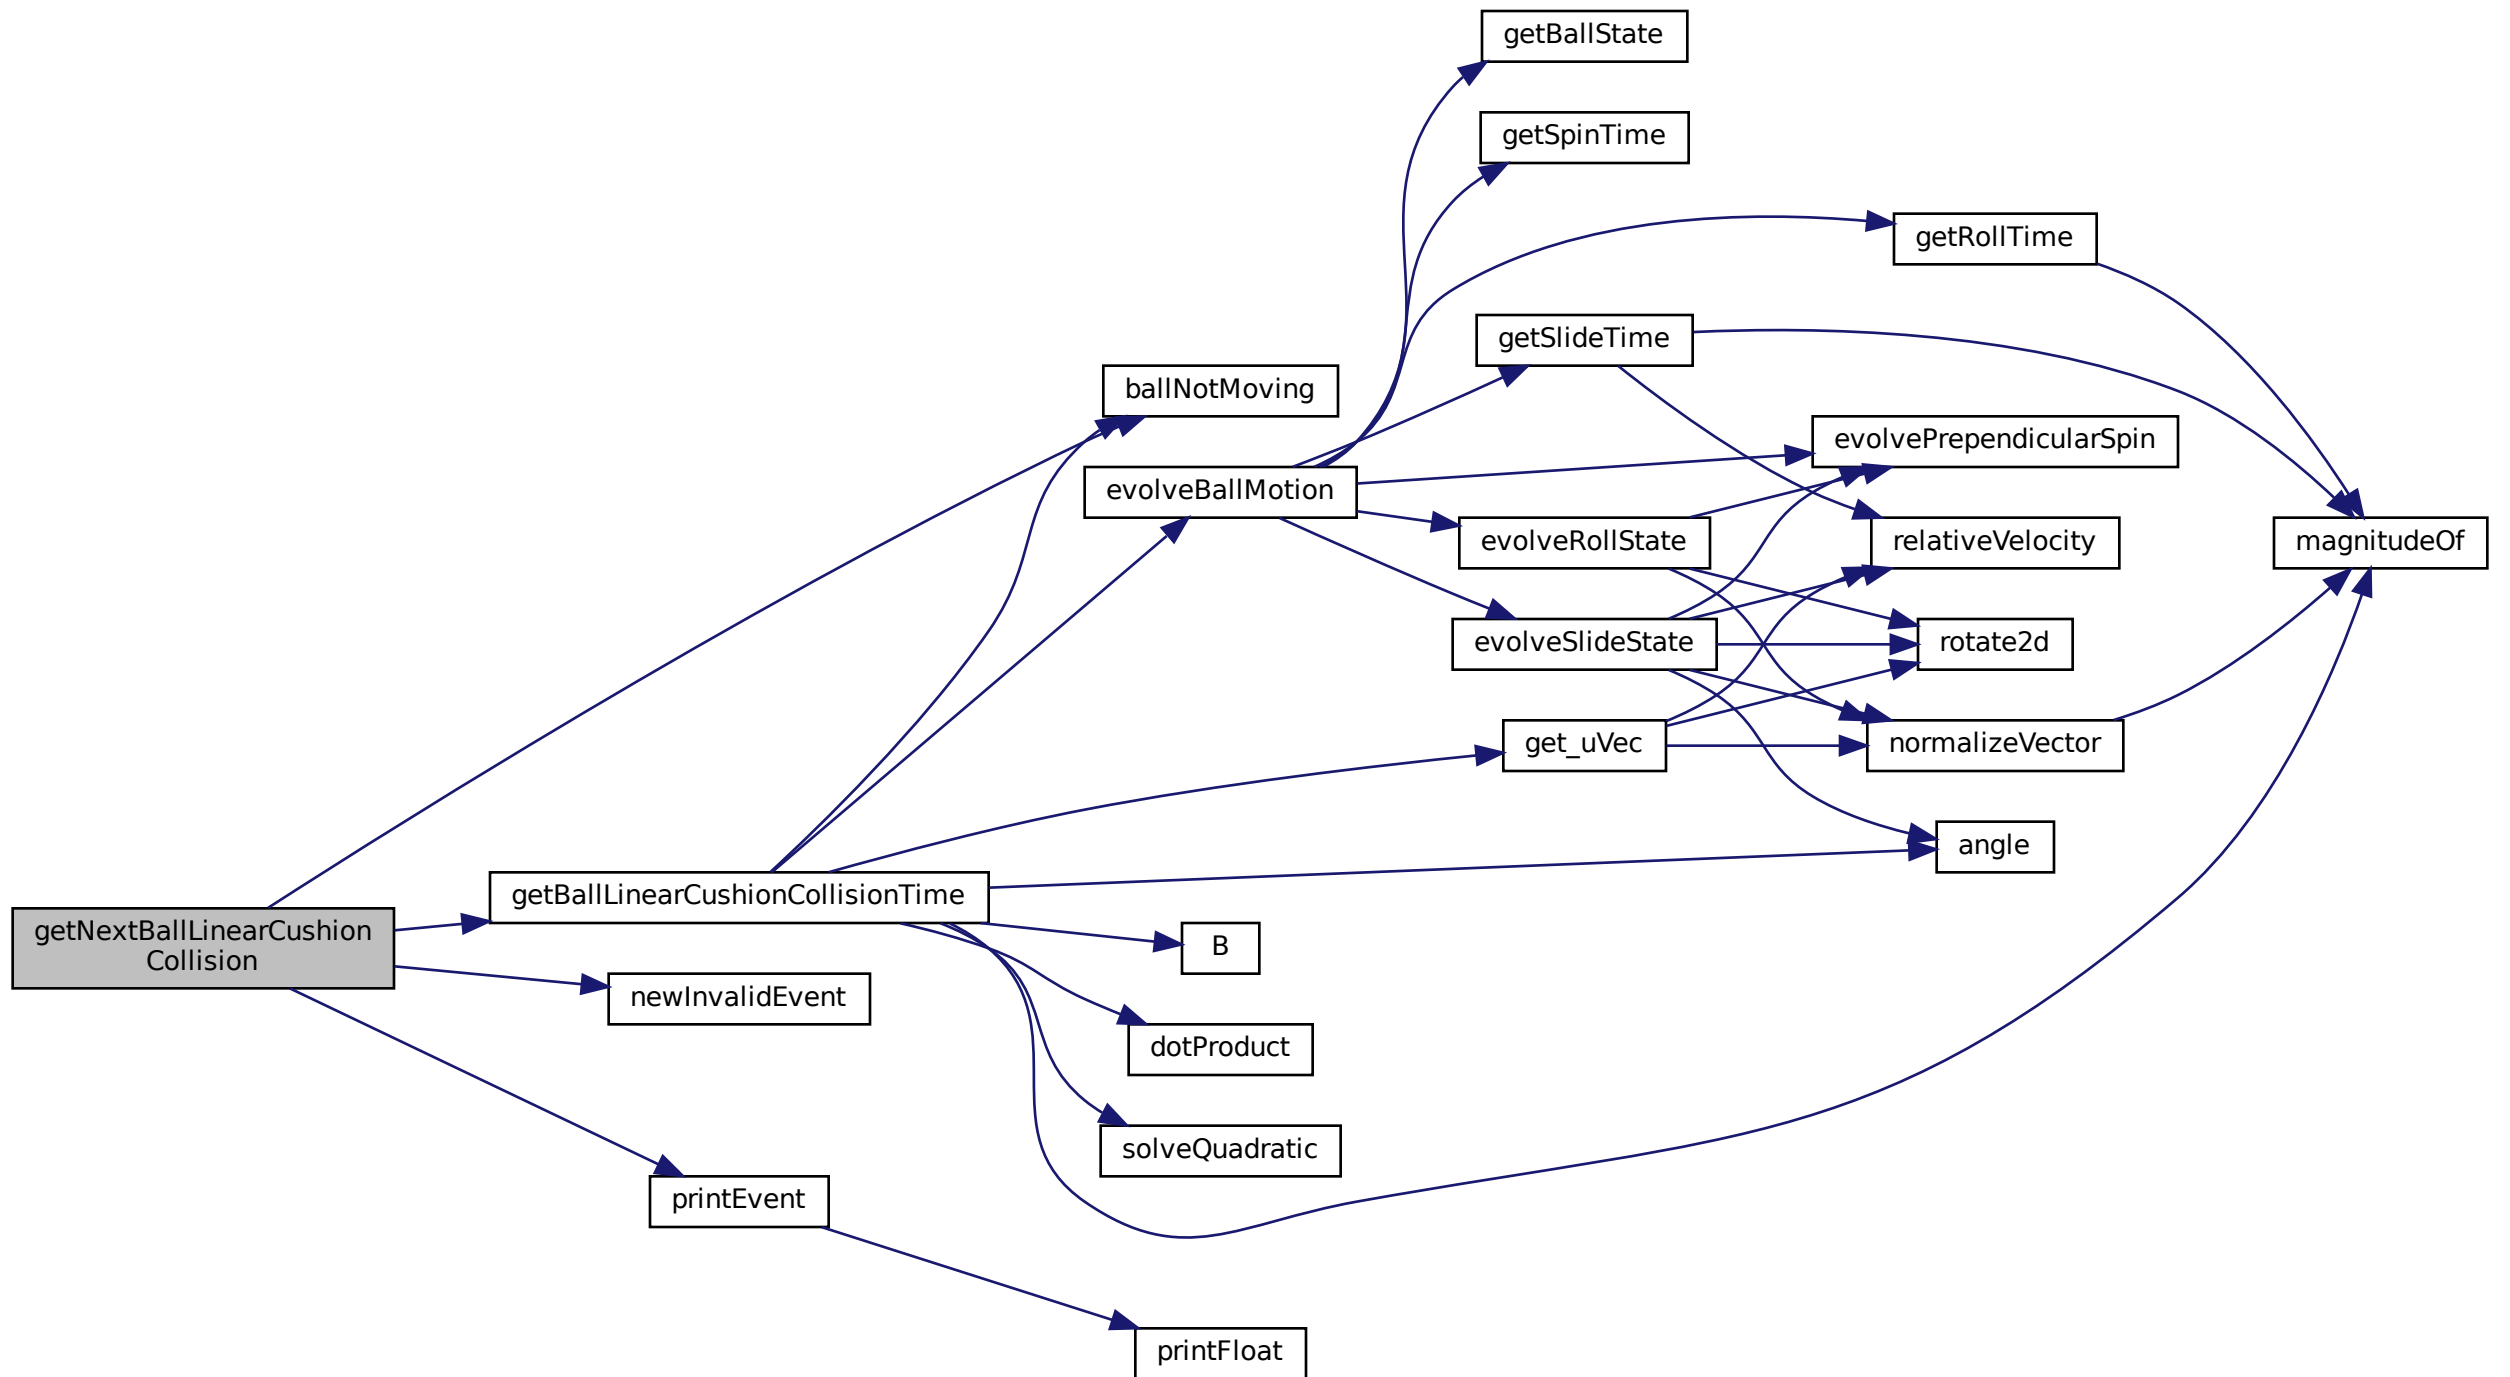 getBallState
getSpinTime
getRollTime
getSlideTime
ballNotMoving
evolvePrependicularSpin
evolveBallMotion
evolveRollState
relativeVelocity
magnitudeOf
evolveSlideState
rotate2d
get_uVec
normalizeVector
angle
getBallLinearCushionCollisionTime
getNextBallLinearCushion
Collision
B
newInvalidEvent
dotProduct
solveQuadratic
printEvent
printFloat